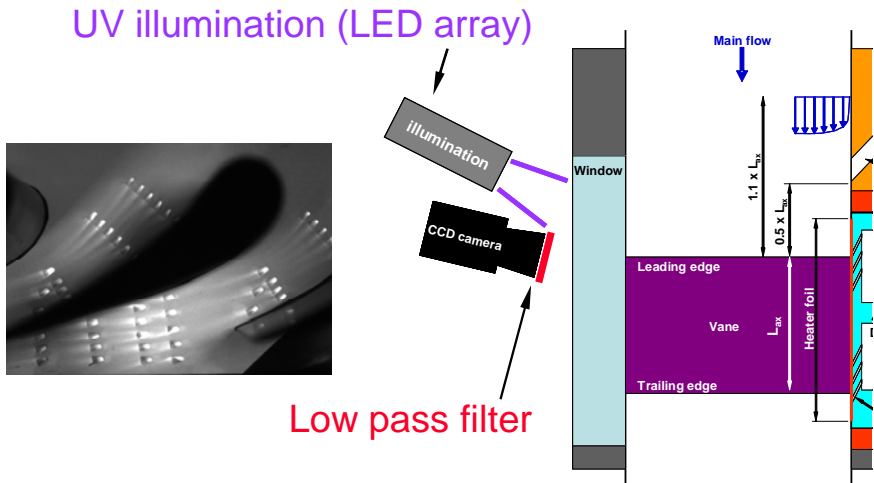 UV illumination (LED array)
Main flow
illumination
Window
1.1 x Lax
0.5 x Lax
CCD camera
Leading edge
Vane
Lax
Heater foil
Trailing edge
Low pass filter
D